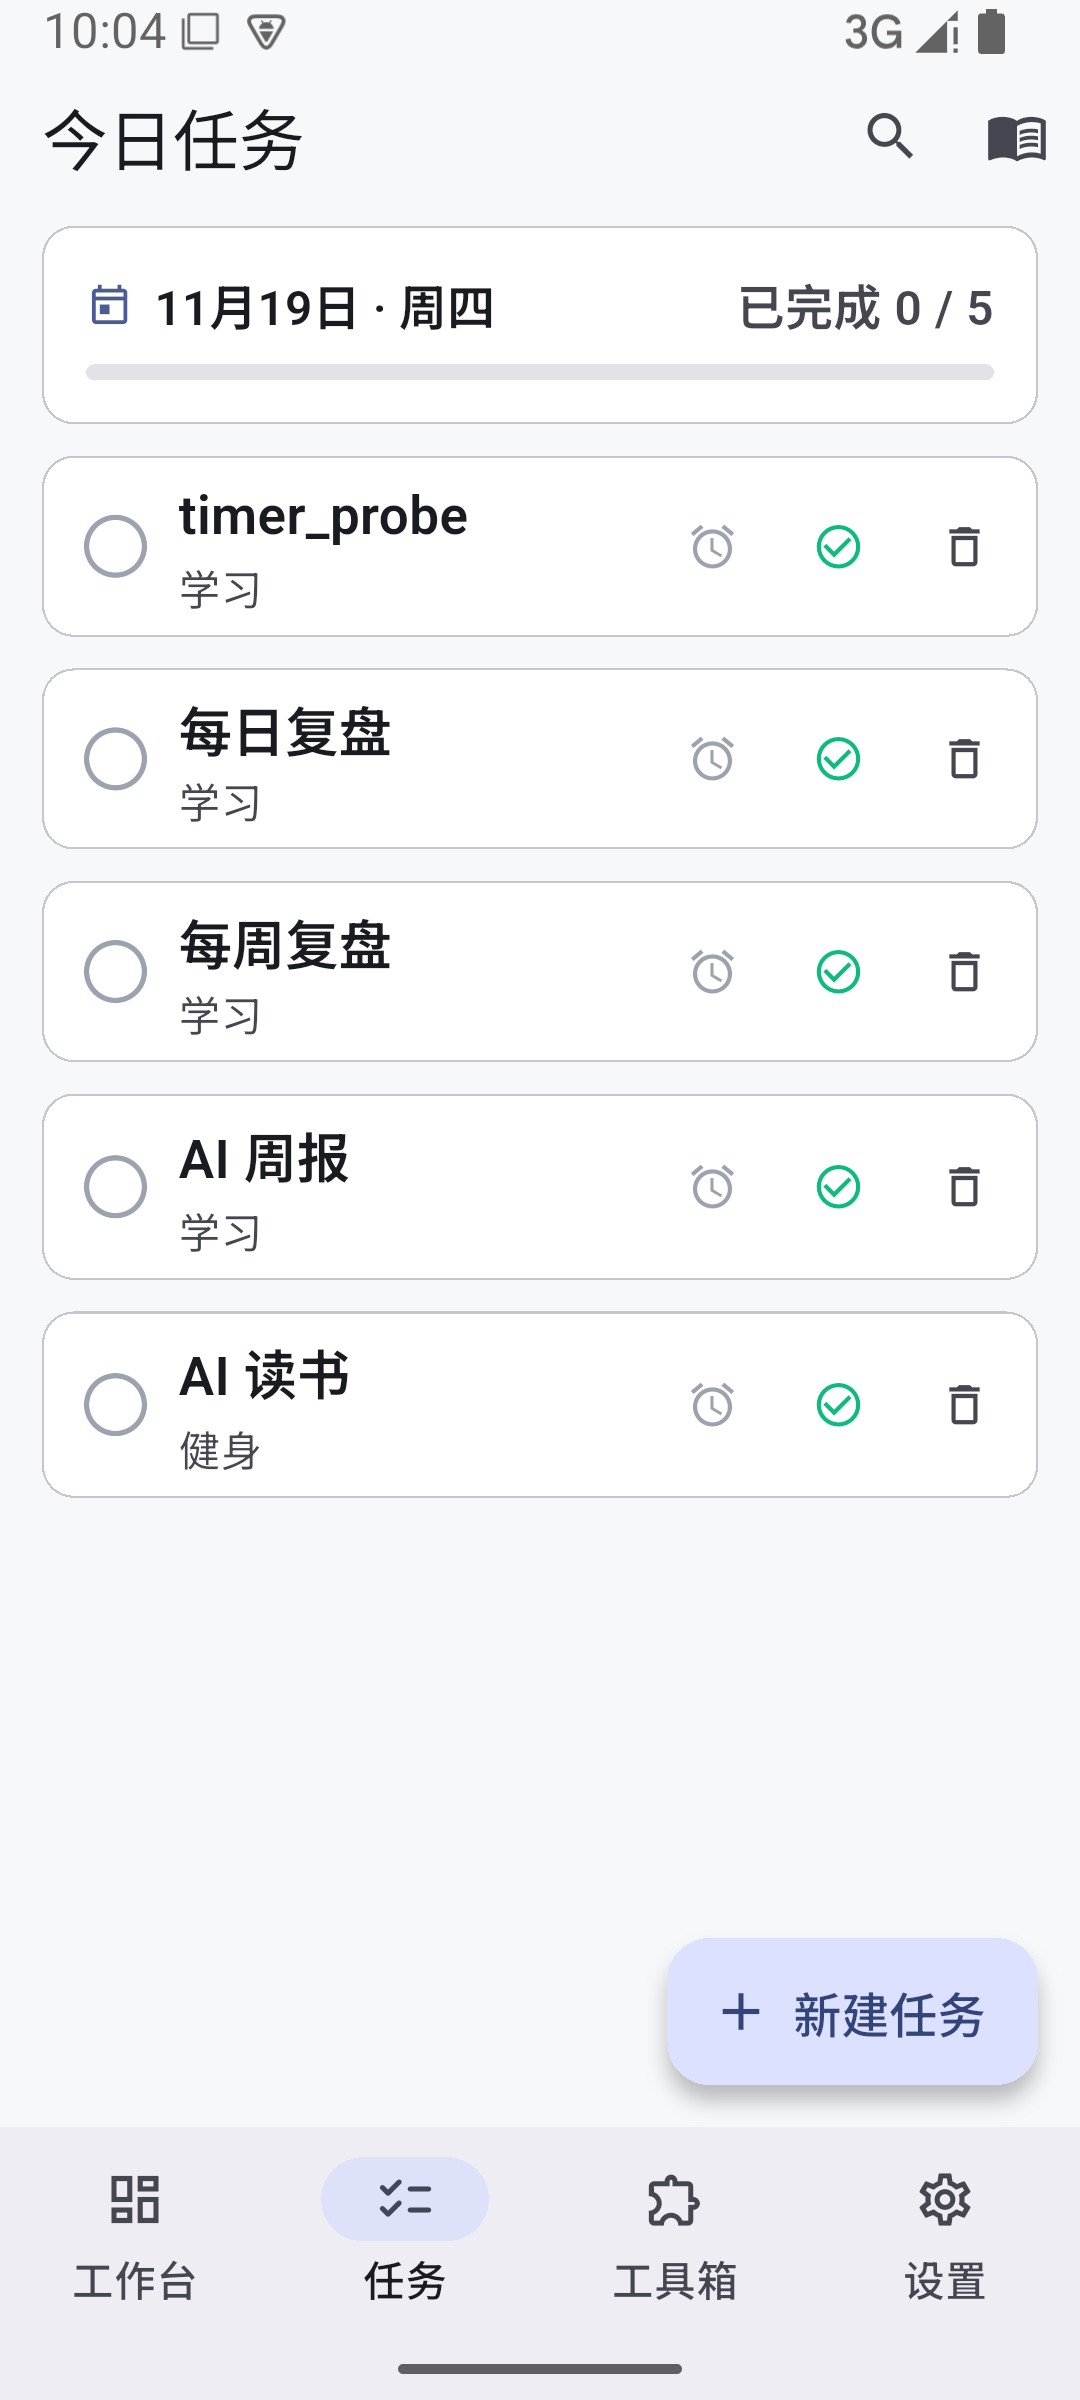 10:04
3G
今日任务
11月19日 · 周四
已完成 0 / 5
timer_probe
学习
每日复盘
学习
每周复盘
学习
AI 周报
学习
AI 读书
健身
新建任务
工作台
任务
工具箱
设置